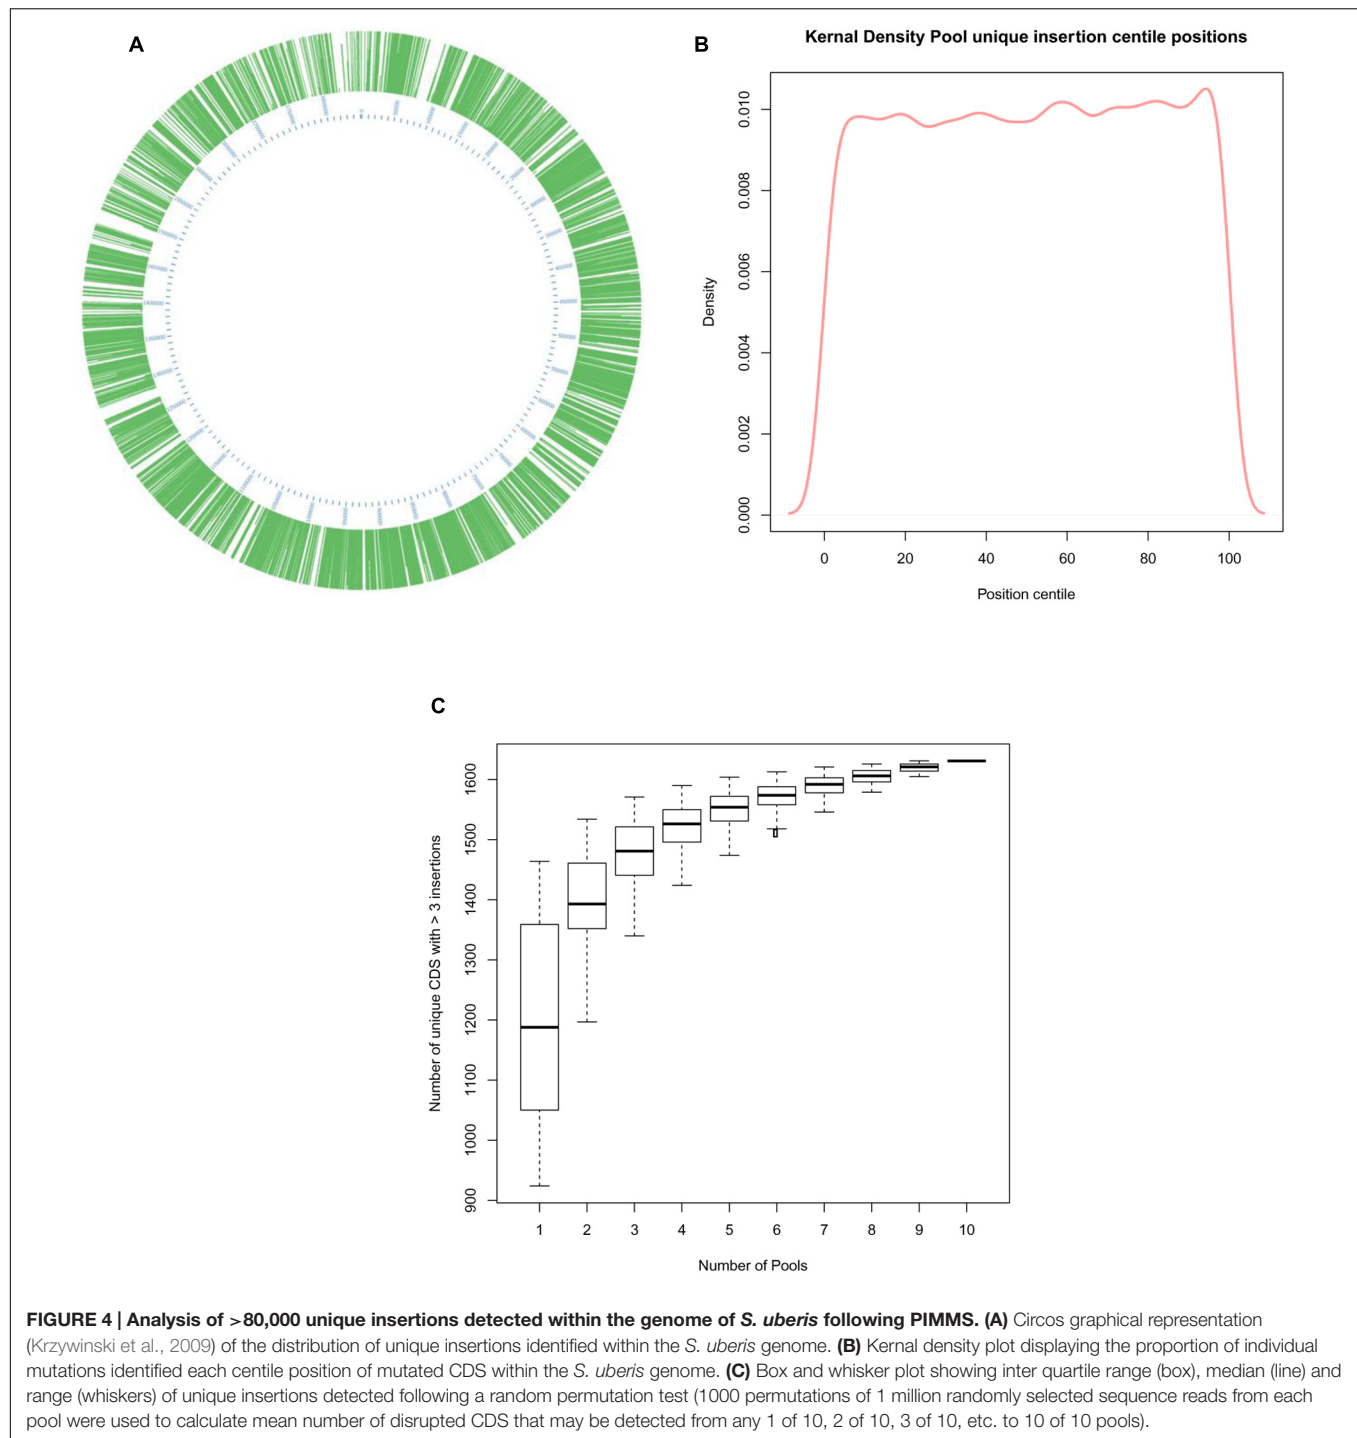 A
B
Kernal Density Pool unique insertion centile positions
Density
0.000
0.002
0.004
0.006
0.008
0.010
0 20 40 60 80 100
Position centile
C
Number of unique CDS with > 3 insertions
900 1000 1100 1200 1300 1400 1500 1600
1 2 3 4 5 6 7 8 9 10
Number of Pools
FIGURE 4 | Analysis of >80,000 unique insertions detected within the genome of S. uberis following PIMMS. (A) Circos graphical representation
(Krzywinski et al., 2009) of the distribution of unique insertions identified within the S. uberis genome. (B) Kernal density plot displaying the proportion of individual
mutations identified each centile position of mutated CDS within the S. uberis genome. (C) Box and whisker plot showing inter quartile range (box), median (line) and
range (whiskers) of unique insertions detected following a random permutation test (1000 permutations of 1 million randomly selected sequence reads from each
pool were used to calculate mean number of disrupted CDS that may be detected from any 1 of 10, 2 of 10, 3 of 10, etc. to 10 of 10 pools).